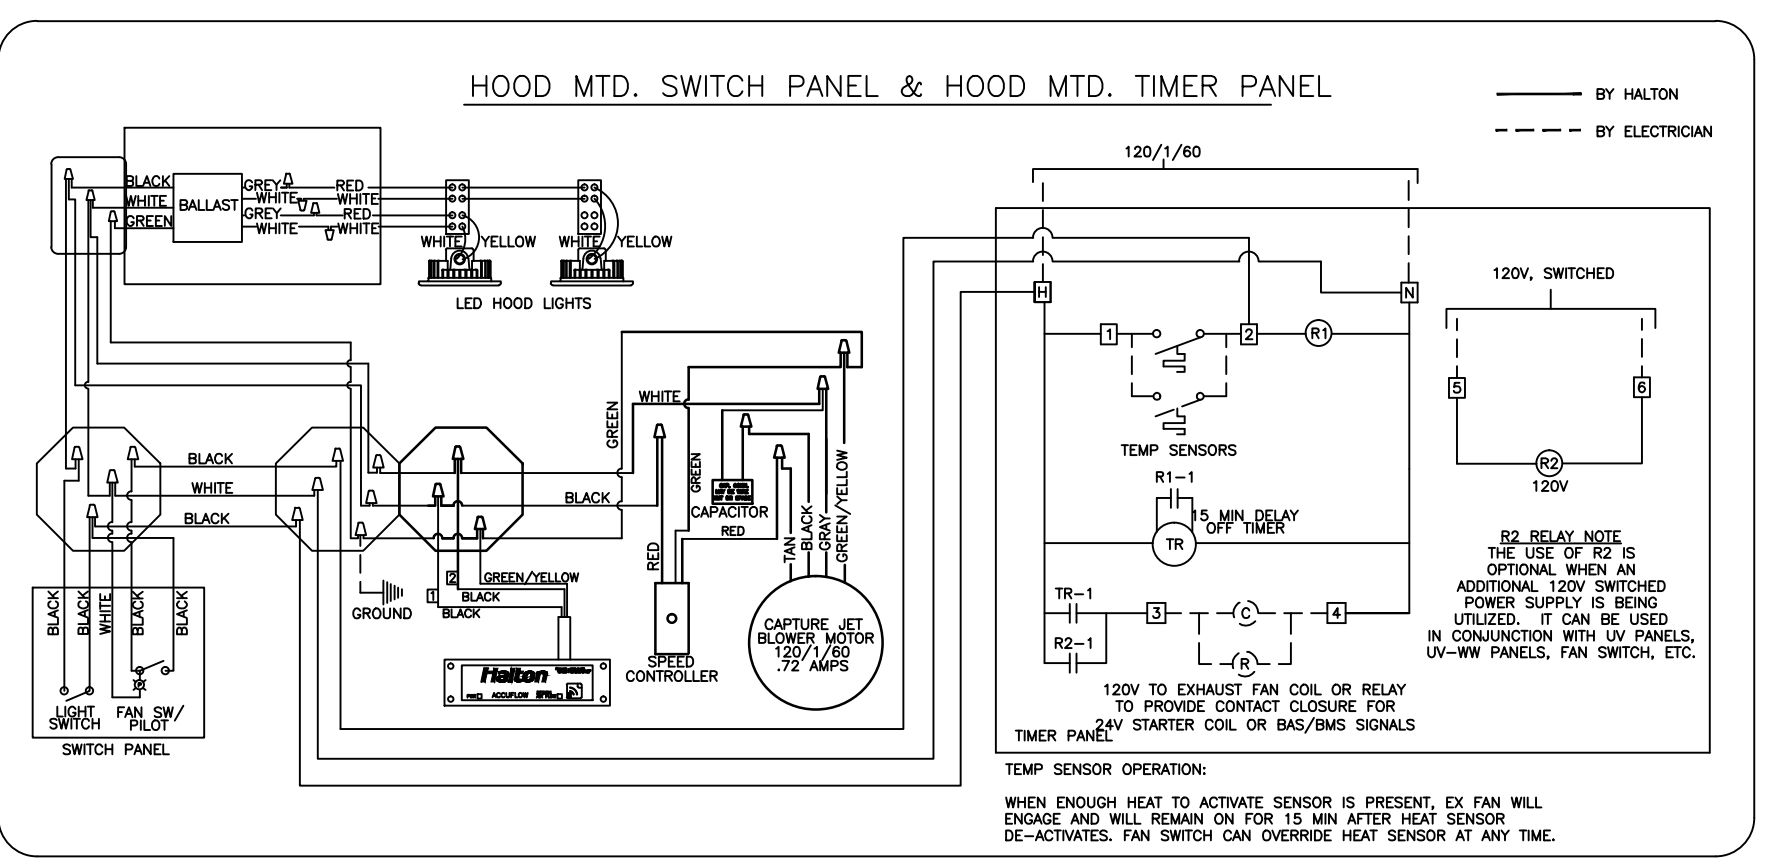 HOOD MTD. SWITCH PANEL & HOOD MTD. TIMER PANEL
BY HALTON
BY ELECTRICIAN
120/1/60
BLACK
WHITE
GREEN
BALLAST
GREY
RED
WHITE
WHITE
GREY
RED
WHITE
WHITE
WHITE
YELLOW
WHITE
YELLOW
LED HOOD LIGHTS
BLACK
WHITE
BLACK
GREEN
WHITE
BLACK
GREEN
RED
CAPACITOR
RED
TAN
BLACK
GRAY
GREEN/YELLOW
2
GREEN/YELLOW
1
BLACK
BLACK
GROUND
BLACK
BLACK
WHITE
BLACK
BLACK
LIGHT
SWITCH
FAN SW/
PILOT
SWITCH PANEL
Halton
ACCUFLOW
SPEED
CONTROLLER
CAPTURE JET
BLOWER MOTOR
120/1/60
.72 AMPS
H
N
1
2
R1
TEMP SENSORS
R1-1
15 MIN DELAY
OFF TIMER
TR
TR-1
3
C
4
R2-1
R
120V TO EXHAUST FAN COIL OR RELAY
TO PROVIDE CONTACT CLOSURE FOR
24V STARTER COIL OR BAS/BMS SIGNALS
TIMER PANEL
120V, SWITCHED
5
6
R2
120V
R2 RELAY NOTE
THE USE OF R2 IS
OPTIONAL WHEN AN
ADDITIONAL 120V SWITCHED
POWER SUPPLY IS BEING
UTILIZED. IT CAN BE USED
IN CONJUNCTION WITH UV PANELS,
UV-WW PANELS, FAN SWITCH, ETC.
TEMP SENSOR OPERATION:
WHEN ENOUGH HEAT TO ACTIVATE SENSOR IS PRESENT, EX FAN WILL
ENGAGE AND WILL REMAIN ON FOR 15 MIN AFTER HEAT SENSOR
DE-ACTIVATES. FAN SWITCH CAN OVERRIDE HEAT SENSOR AT ANY TIME.